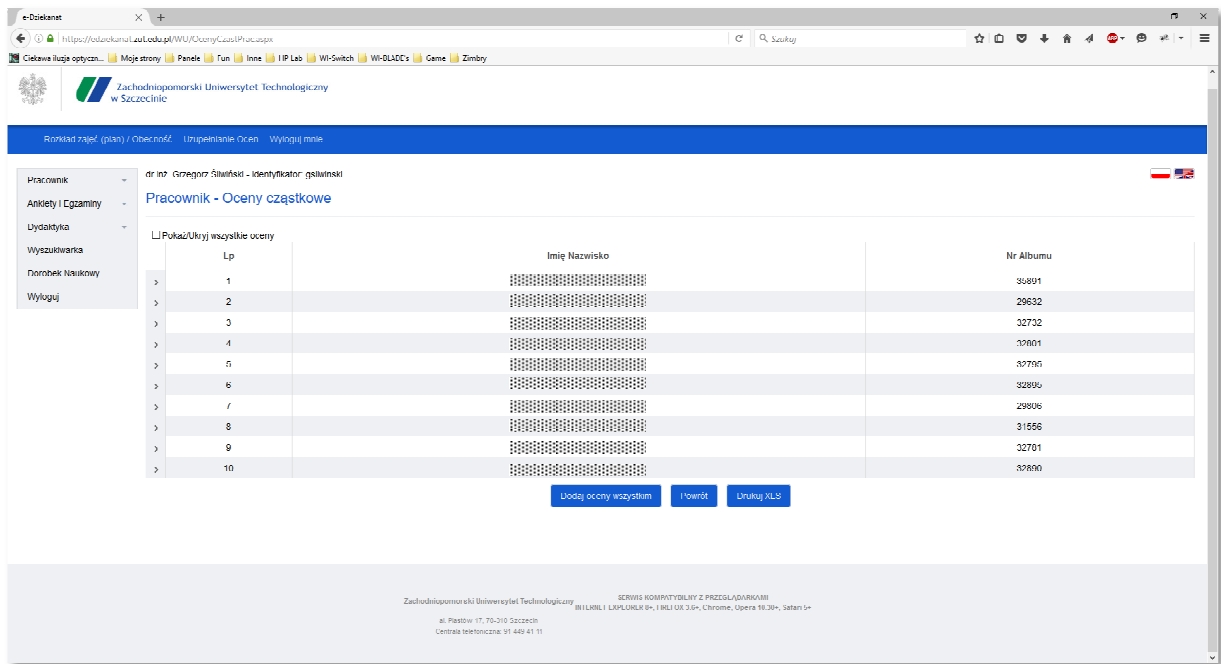 e-Dziekanat
https://edziekanat.zut.edu.pl/WU/OcenyCzastPrac.aspx
Szukaj
Ciekawa iluzja optyczn... Moje strony Panele Fun Inne HP Lab WI-Switch WI-BLADE's Game Zimbry
Zachodniopomorski Uniwersytet Technologiczny
w Szczecinie
Rozkład zajęć (plan) / Obecność Uzupełnianie Ocen Wyloguj mnie
Pracownik
Ankiety i Egzaminy
Dydaktyka
Wyszukiwarka
Dorobek Naukowy
Wyloguj
dr inż. Grzegorz Śliwiński - identyfikator: gsliwinski
Pracownik - Oceny cząstkowe
Pokaż/Ukryj wszystkie oceny
Lp Imię Nazwisko Nr Albumu
1 35891
2 29632
3 32732
4 32801
5 32795
6 32895
7 29806
8 31556
9 32781
10 32890
Dodaj oceny wszystkim Powrót Drukuj XLS
Zachodniopomorski Uniwersytet Technologiczny
al. Piastów 17, 70-310 Szczecin
Centrala telefoniczna: 91 449 41 11
SERWIS KOMPATYBILNY Z PRZEGLĄDARKAMI
INTERNET EXPLORER 8+, FIREFOX 3.6+, Chrome, Opera 10.30+, Safari 5+